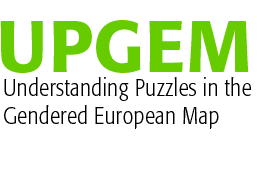 UPGEM
Understanding Puzzles in the
Gendered European Map